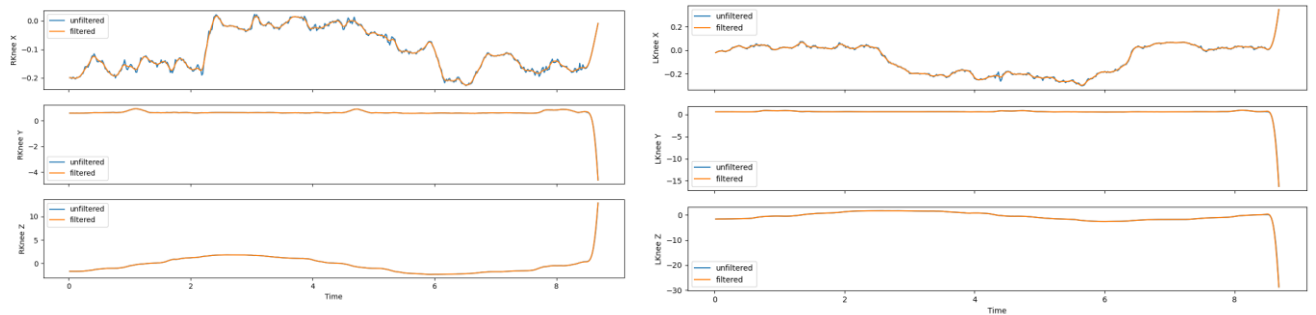 RKnee X
0.0
−0.1
−0.2
unfiltered
filtered
RKnee Y
0
−2
−4
unfiltered
filtered
RKnee Z
10
5
0
unfiltered
filtered
0 2 4 6 8
Time
LKnee X
0.2
0.0
−0.2
unfiltered
filtered
LKnee Y
0
−5
−10
−15
unfiltered
filtered
LKnee Z
0
−10
−20
−30
unfiltered
filtered
0 2 4 6 8
Time